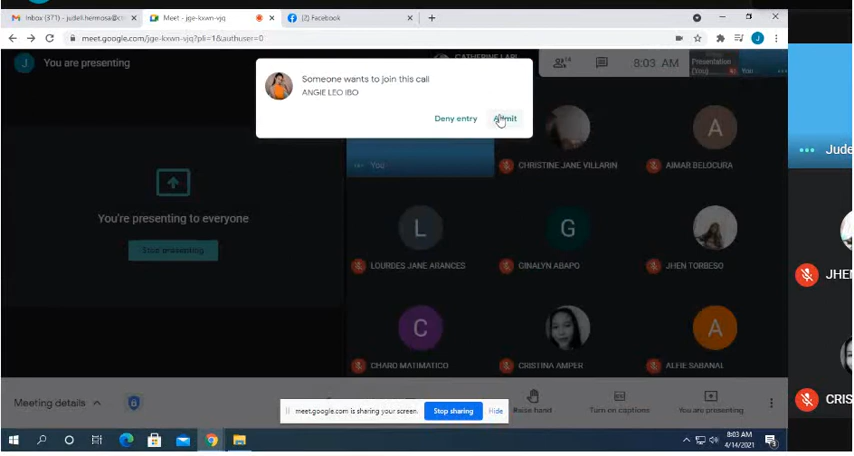 Inbox (371) - judell.hermosa@c
Meet - jge-kxwn-vjq
(2) Facebook
meet.google.com/jge-kxwn-vjq?pli=1&authuser=0
J
You are presenting
CATHERINE
8:03 AM
Presentation
(You)
You
Someone wants to join this call
ANGIE LEO IBO
Deny entry
Admit
You
CHRISTINE JANE VILLARIN
A
AIMAR BELOCURA
Jude
You're presenting to everyone
Stop presenting
L
LOURDES JANE ARANCES
G
GINALYN ABAPO
JHEN TORBESO
JHEN
C
CHARO MATIMATICO
CRISTINA AMPER
A
ALFIE SABANAL
CRIS
Meeting details
meet.google.com is sharing your screen.
Stop sharing
Hide
Raise hand
Turn on captions
You are presenting
8:03 AM
4/14/2021